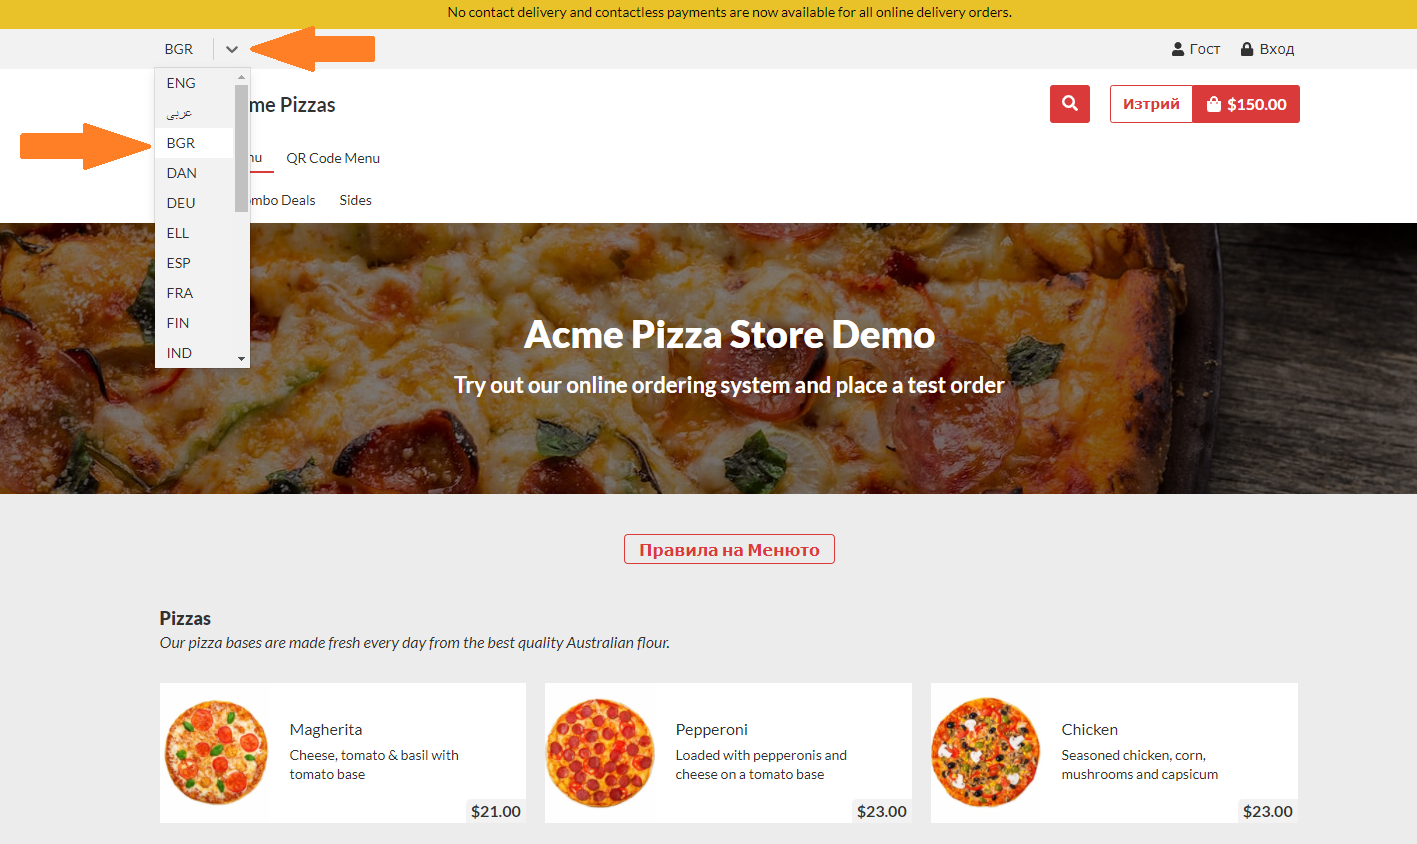 No contact delivery and contactless payments are now available for all online delivery orders.
BGR
Гост
Вход
ENG
عربى
BGR
DAN
DEU
ELL
ESP
FRA
FIN
IND
me Pizzas
Изтрий
$150.00
nu
QR Code Menu
ombo Deals
Sides
Acme Pizza Store Demo
Try out our online ordering system and place a test order
Правила на Менюто
Pizzas
Our pizza bases are made fresh every day from the best quality Australian flour.
Magherita
Cheese, tomato & basil with
tomato base
$21.00
Pepperoni
Loaded with pepperonis and
cheese on a tomato base
$23.00
Chicken
Seasoned chicken, corn,
mushrooms and capsicum
$23.00